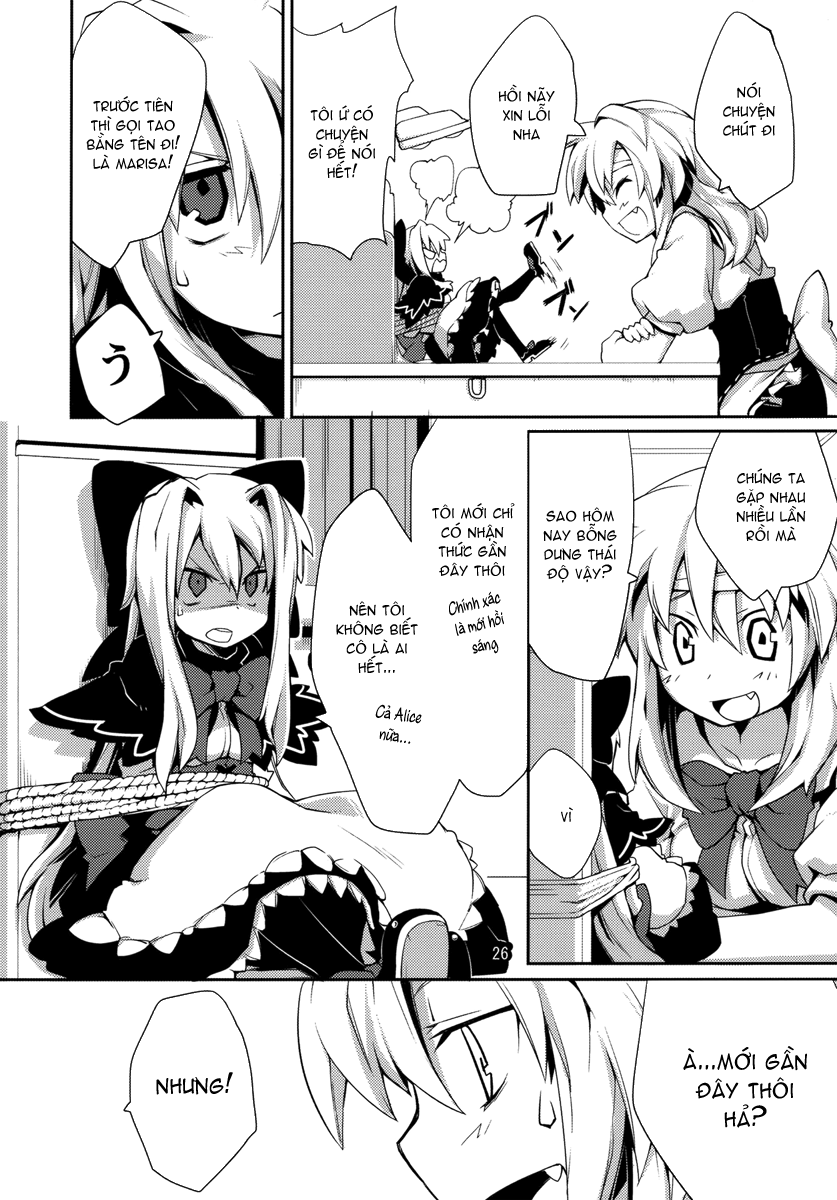 NÓI
CHUYỆN
CHÚT ĐI
HỒI NÃY
XIN LỖI
NHA
TÔI Ứ CÓ
CHUYỆN
GÌ ĐỂ NÓI
HẾT!
ドス
ドス
TRƯỚC TIÊN
THÌ GỌI TAO
BẰNG TÊN ĐI!
LÀ MARISA!
う
CHÚNG TA
GẶP NHAU
NHIỀU LẦN
RỒI MÀ
SAO HÔM
NAY BỖNG
DUNG THÁI
ĐỘ VẬY?
VÌ
TÔI MỚI CHỈ
CÓ NHẬN
THỨC GẦN
ĐÂY THÔI
Chính xác
là mới hồi
sáng
NÊN TÔI
KHÔNG BIẾT
CÔ LÀ AI
HẾT...
Cả Alice
nữa...
26
À...MỚI GẦN
ĐÂY THÔI
HẢ?
NHƯNG!